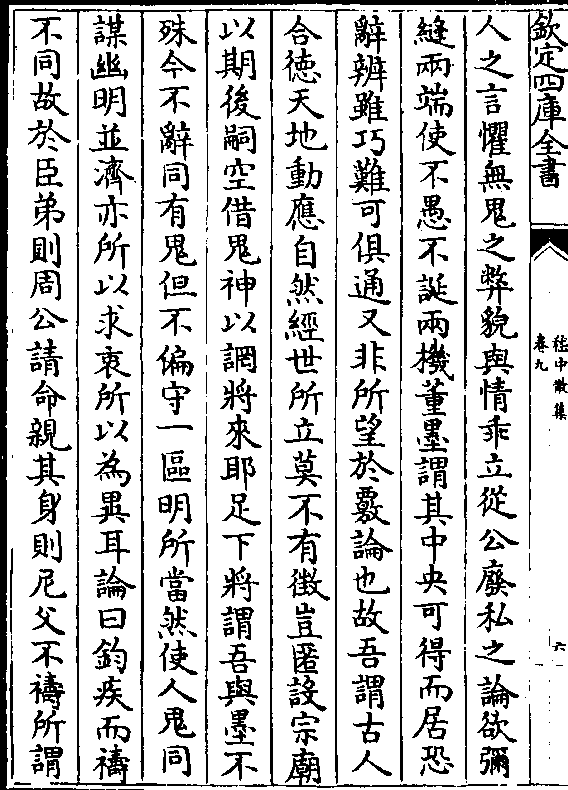 欽定四庫全書
嵇中散集
卷九
六
人之言懼無鬼之弊貌與情乖立從公廢私之論欲彌
縫兩端使不愚不誕兩機董墨謂其中央可得而居恐
辭辨雖巧難可俱通又非所望於覈論也故吾謂古人
合徳天地動應自然經世所立莫不有徴豈匿設宗廟
以期後嗣空借鬼神以䛫將來耶足下將謂吾與墨不
殊今不辭同有鬼但不偏守一區明所當然使人鬼同
謀幽明並濟亦所以求衷所以為異耳論曰鈞疾而禱
不同故於臣弟則周公請命親其身則尼父不禱所謂